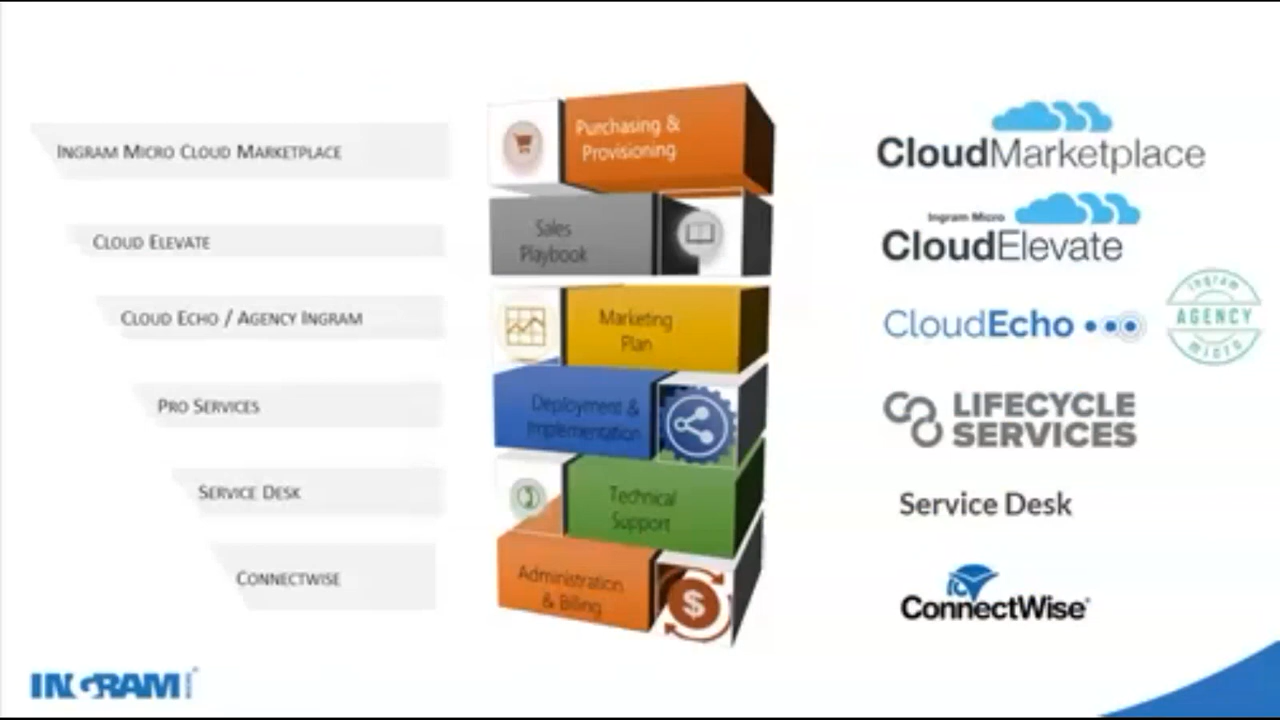 INGRAM MICRO CLOUD MARKETPLACE
Purchasing &
Provisioning
CloudMarketplace
CLOUD ELEVATE
Sales
Playbook
Ingram Micro
CloudElevate
CLOUD ECHO / AGENCY INGRAM
Marketing
Plan
CloudEcho
ingram
AGENCY
micro
PRO SERVICES
Deployment &
Implementation
LIFECYCLE
SERVICES
SERVICE DESK
Technical
Support
Service Desk
CONNECTWISE
Administration
& Billing
$
ConnectWise
INGRAM